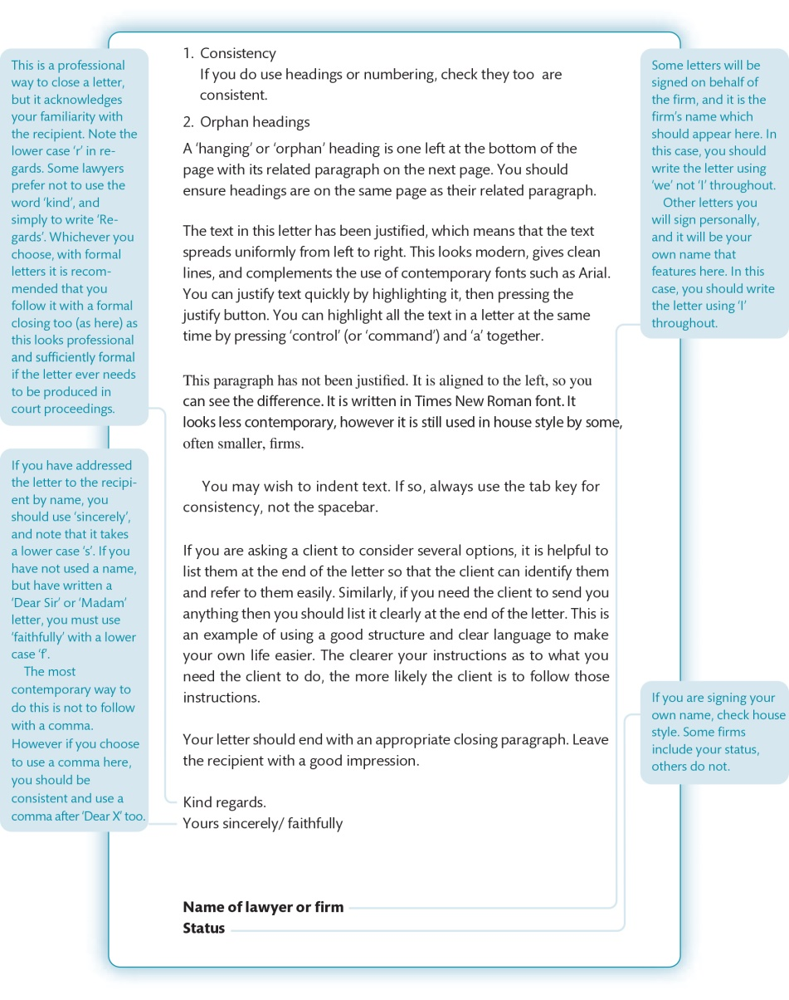 This is a professional
way to close a letter,
but it acknowledges
your familiarity with
the recipient. Note the
lower case ‘r’ in re-
gards. Some lawyers
prefer not to use the
word ‘kind’, and
simply to write ‘Re-
gards’. Whichever you
choose, with formal
letters it is recom-
mended that you
follow it with a formal
closing too (as here) as
this looks professional
and sufficiently formal
if the letter ever needs
to be produced in
court proceedings.
If you have addressed
the letter to the recipi-
ent by name, you
should use ‘sincerely’,
and note that it takes
a lower case ‘s’. If you
have not used a name,
but have written a
‘Dear Sir’ or ‘Madam’
letter, you must use
‘faithfully’ with a lower
case ‘f’.
The most
contemporary way to
do this is not to follow
with a comma.
However if you choose
to use a comma here,
you should be
consistent and use a
comma after ‘Dear X’ too.
1. Consistency
If you do use headings or numbering, check they too are
consistent.
2. Orphan headings
A ‘hanging’ or ‘orphan’ heading is one left at the bottom of the
page with its related paragraph on the next page. You should
ensure headings are on the same page as their related paragraph.
The text in this letter has been justified, which means that the text
spreads uniformly from left to right. This looks modern, gives clean
lines, and complements the use of contemporary fonts such as Arial.
You can justify text quickly by highlighting it, then pressing the
justify button. You can highlight all the text in a letter at the same
time by pressing ‘control’ (or ‘command’) and ‘a’ together.
This paragraph has not been justified. It is aligned to the left, so you
can see the difference. It is written in Times New Roman font. It
looks less contemporary, however it is still used in house style by some,
often smaller, firms.
You may wish to indent text. If so, always use the tab key for
consistency, not the spacebar.
If you are asking a client to consider several options, it is helpful to
list them at the end of the letter so that the client can identify them
and refer to them easily. Similarly, if you need the client to send you
anything then you should list it clearly at the end of the letter. This is
an example of using a good structure and clear language to make
your own life easier. The clearer your instructions as to what you
need the client to do, the more likely the client is to follow those
instructions.
Your letter should end with an appropriate closing paragraph. Leave
the recipient with a good impression.
Kind regards.
Yours sincerely/ faithfully
Name of lawyer or firm
Status
Some letters will be
signed on behalf of
the firm, and it is the
firm’s name which
should appear here. In
this case, you should
write the letter using
‘we’ not ‘I’ throughout.
Other letters you
will sign personally,
and it will be your
own name that
features here. In this
case, you should write
the letter using ‘I’
throughout.
If you are signing your
own name, check house
style. Some firms
include your status,
others do not.